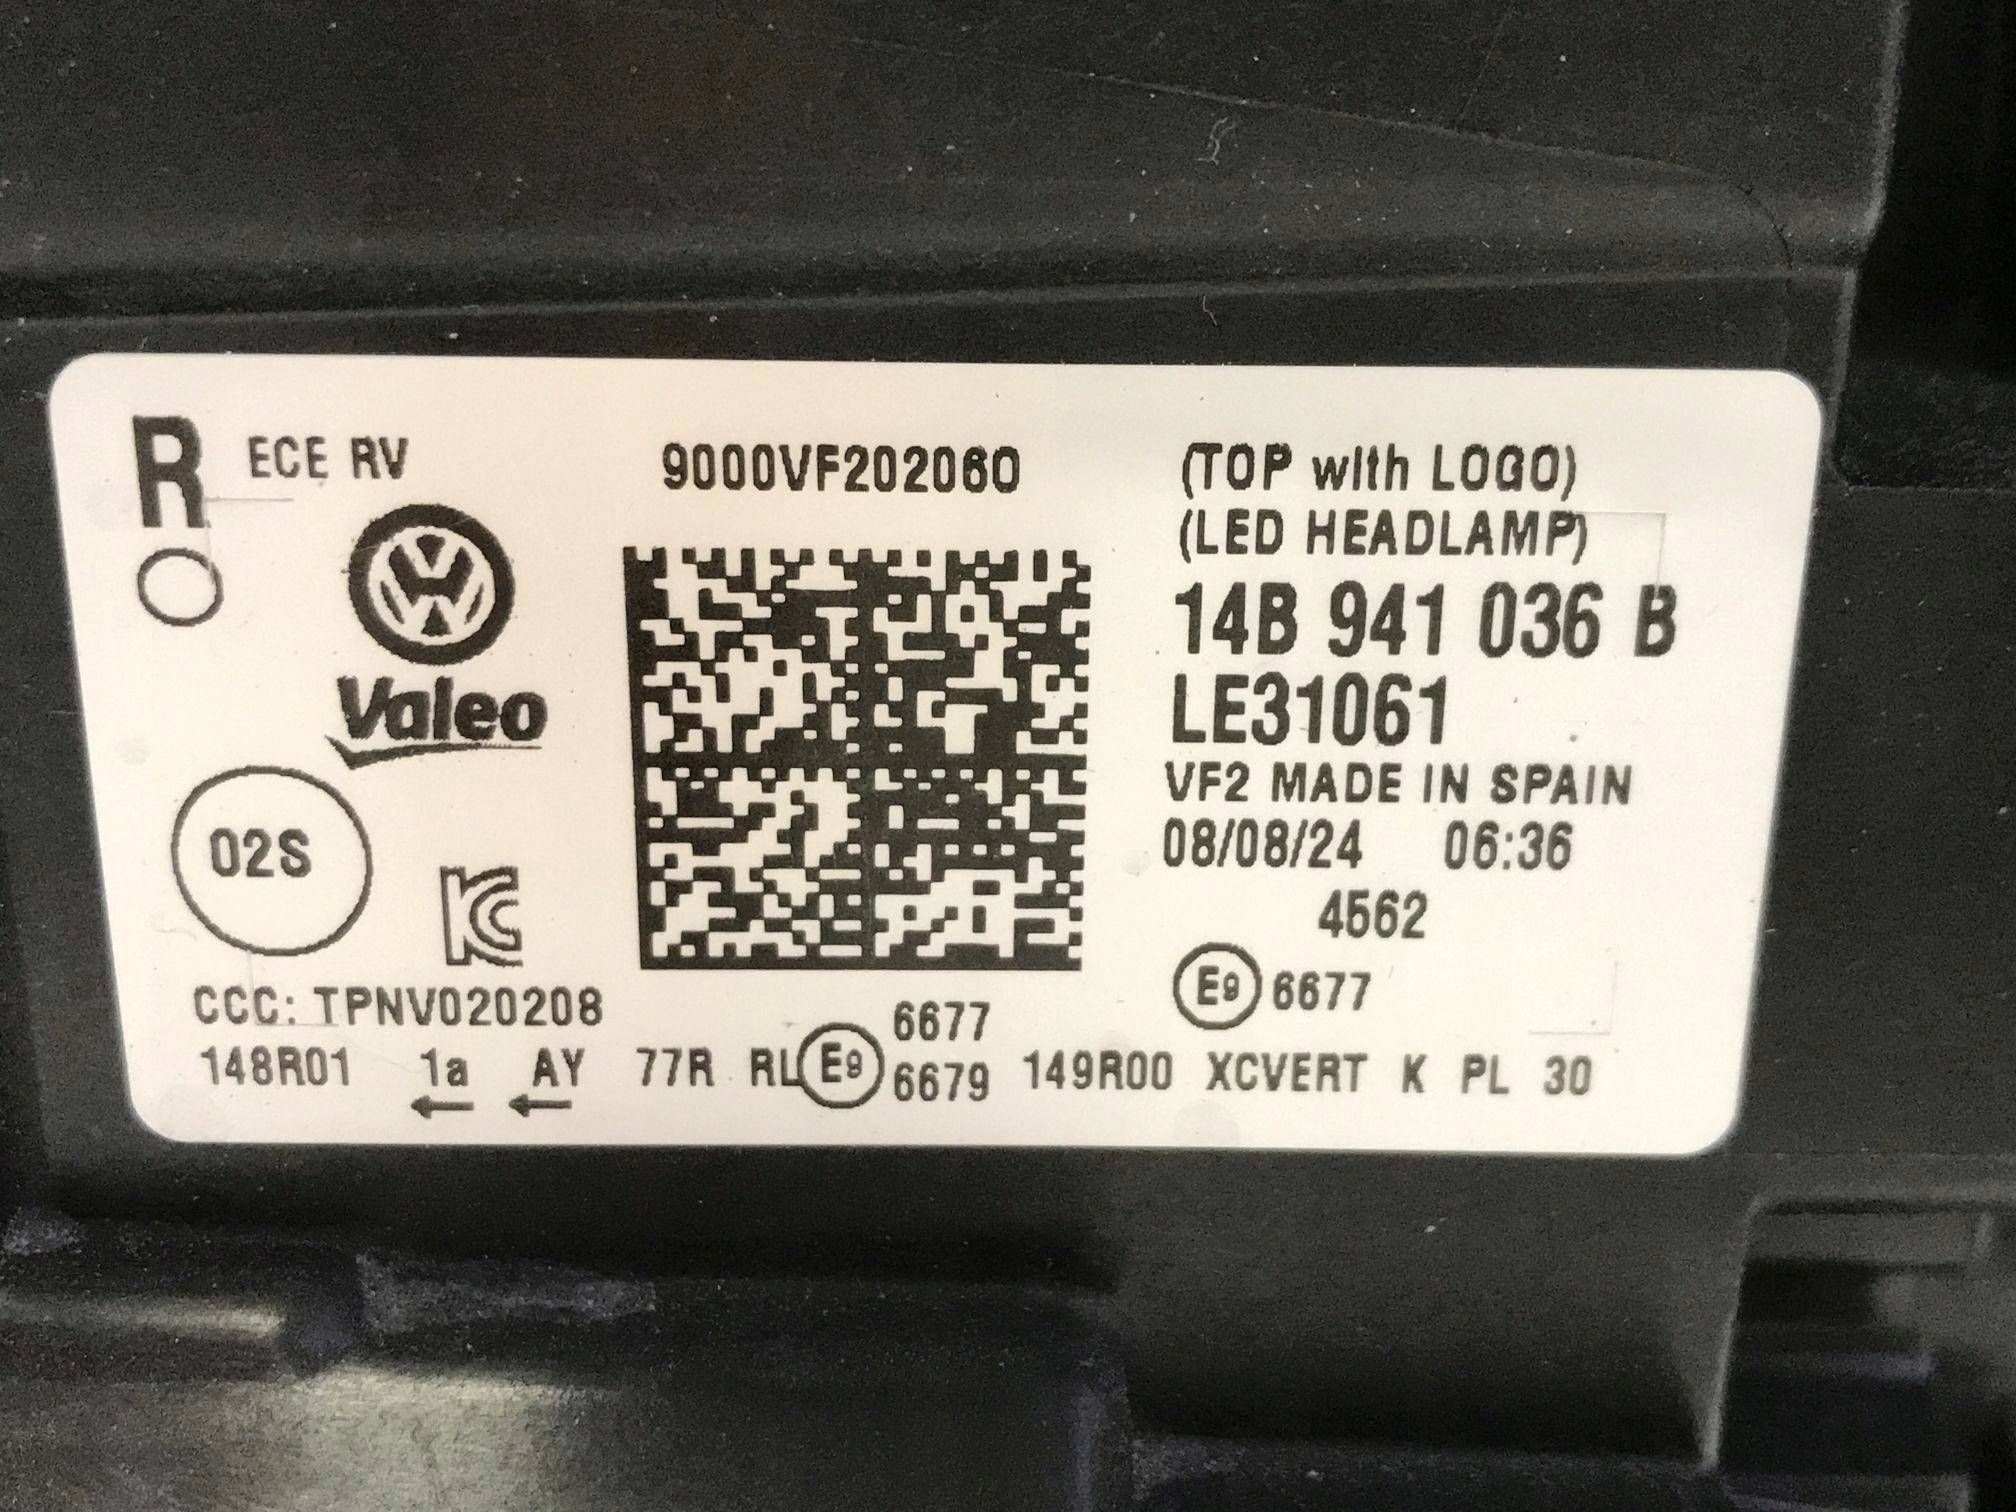 R ECE RV
9000VF202060
(TOP with LOGO)
(LED HEADLAMP)
14B 941 036 B
LE31061
VF2 MADE IN SPAIN
08/08/24 06:36
4562
E9 6677
Valeo
02S
CCC: TPNV020208
148R01 1a AY 77R RL E9 6677
6679 149R00 XCVERT K PL 30